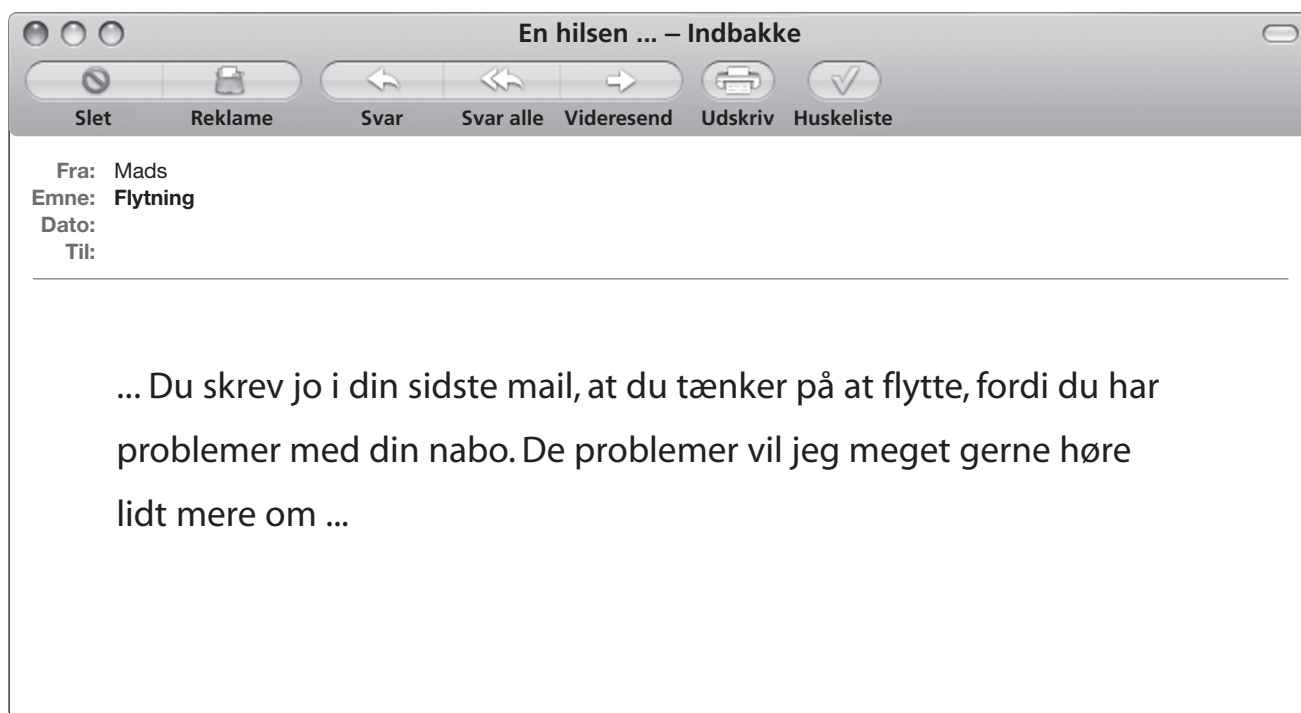 En hilsen ... – Indbakke
Slet Reklame Svar Svar alle Videresend Udskriv Huskeliste
Fra: Mads
Emne: Flytning
Dato:
Til:
... Du skrev jo i din sidste mail, at du tænker på at flytte, fordi du har
problemer med din nabo. De problemer vil jeg meget gerne høre
lidt mere om ...